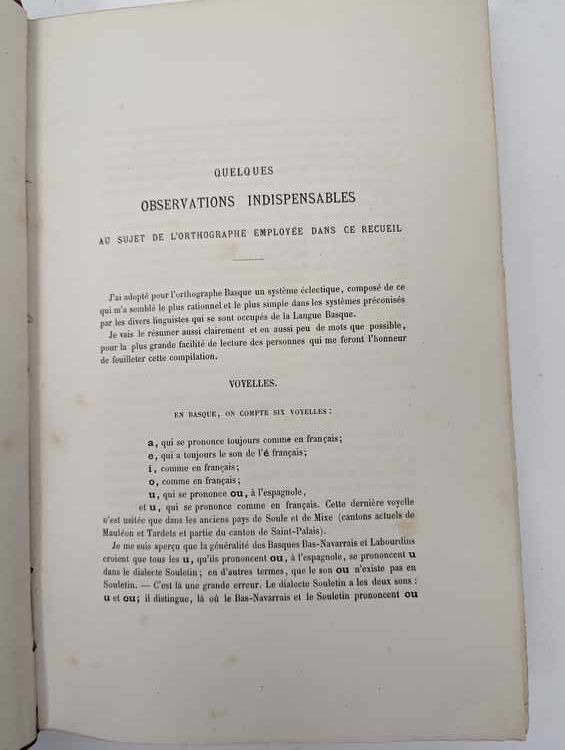 QUELQUES
OBSERVATIONS INDISPENSABLES
AU SUJET DE L'ORTHOGRAPHE EMPLOYÉE DANS CE RECUEIL
J'ai adopté pour l'orthographe Basque un système éclectique, composé de ce
qui m'a semblé le plus rationnel et le plus simple dans les systèmes préconisés
par les divers linguistes qui se sont occupés de la Langue Basque.
Je vais le résumer aussi clairement et en aussi peu de mots que possible,
pour la plus grande facilité de lecture des personnes qui me feront l'honneur
de feuilleter cette compilation.
VOYELLES.
EN BASQUE, ON COMPTE SIX VOYELLES :
a, qui se prononce toujours comme en français;
e, qui a toujours le son de l'é français;
i, comme en français;
o, comme en français;
u, qui se prononce ou, à l'espagnole,
et u, qui se prononce comme en français. Cette dernière voyelle
n'est usitée que dans les anciens pays de Soule et de Mixe (cantons actuels de
Mauléon et Tardets et partie du canton de Saint-Palais).
Je me suis aperçu que la généralité des Basques Bas-Navarrais et Labourdins
croient que tous les u, qu'ils prononcent ou, à l'espagnole, se prononcent u
dans le dialecte Souletin; en d'autres termes, que le son ou n'existe pas en
Souletin. — C'est là une grande erreur. Le dialecte Souletin a les deux sons :
u et ou; il distingue, là où le Bas-Navarrais et le Souletin prononcent ou